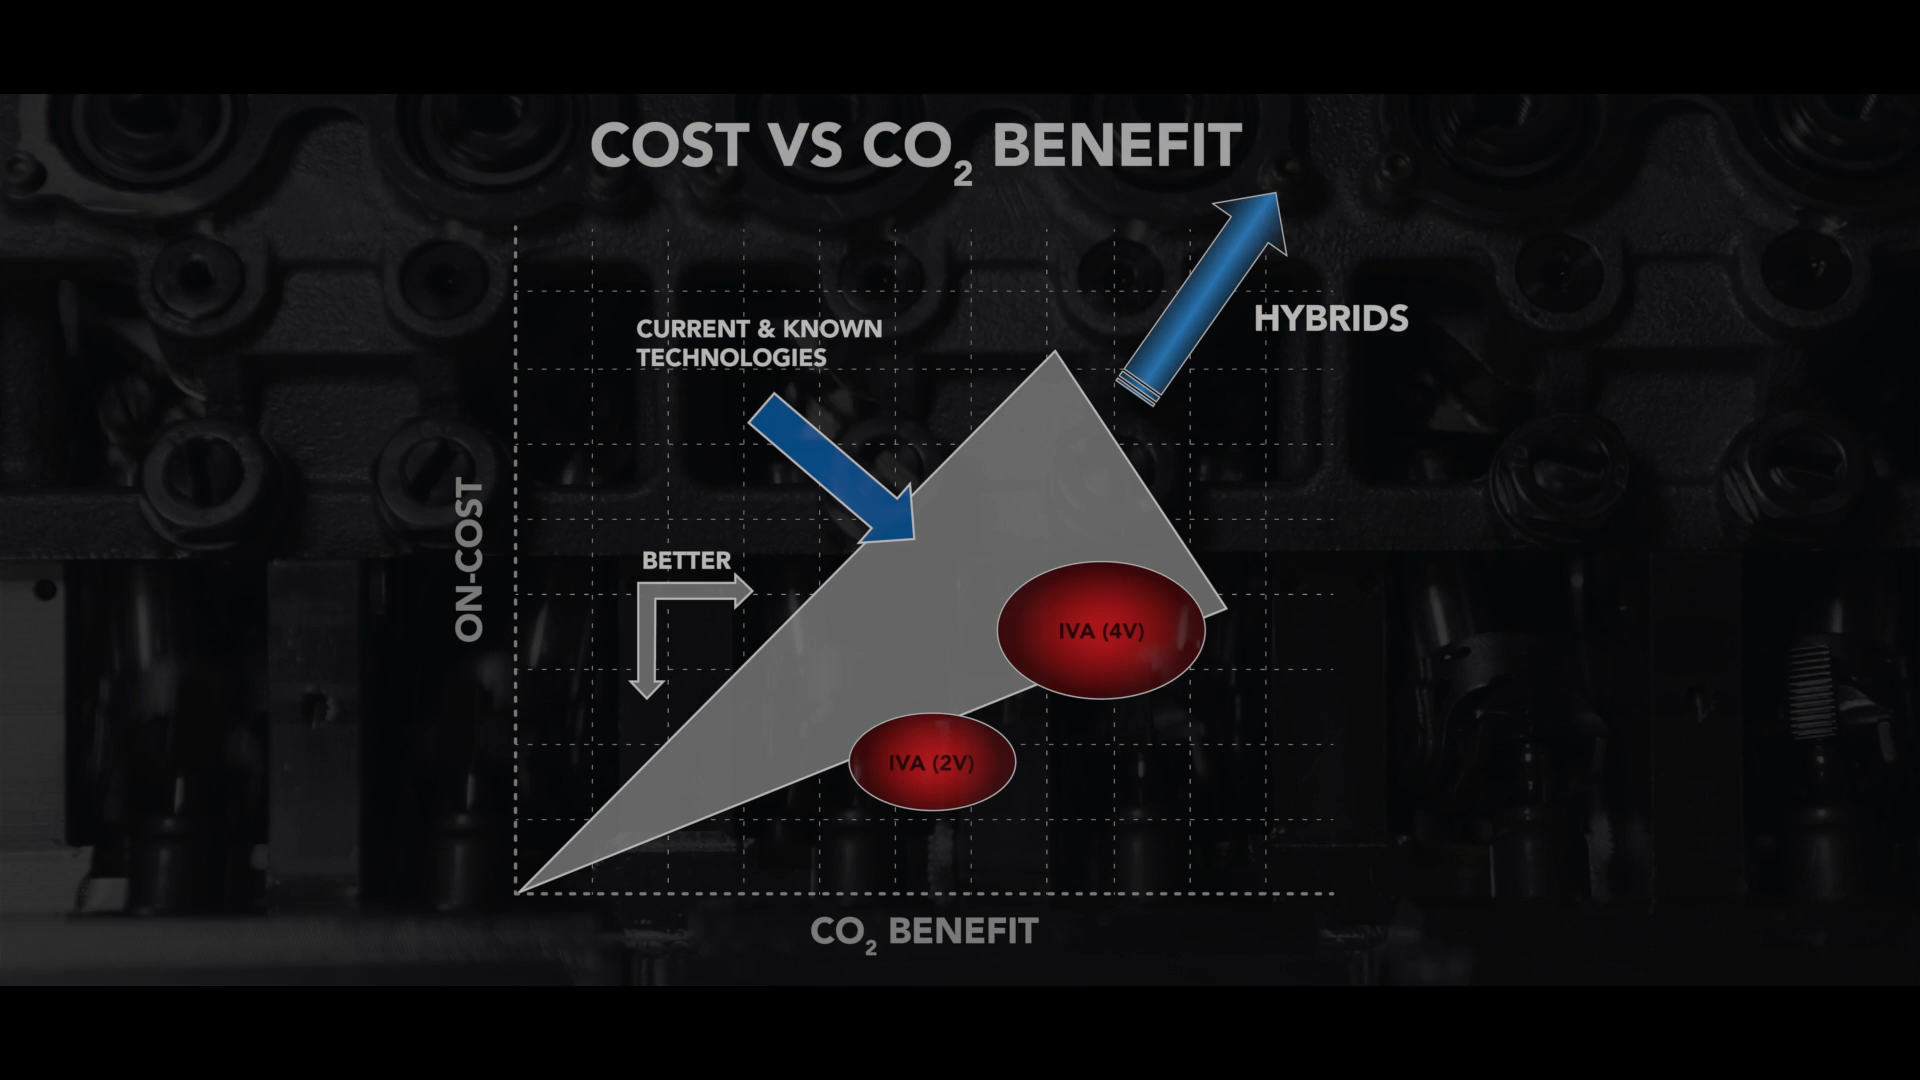 COST VS CO₂ BENEFIT
CURRENT & KNOWN
TECHNOLOGIES
HYBRIDS
BETTER
ON-COST
IVA (4V)
IVA (2V)
CO₂ BENEFIT